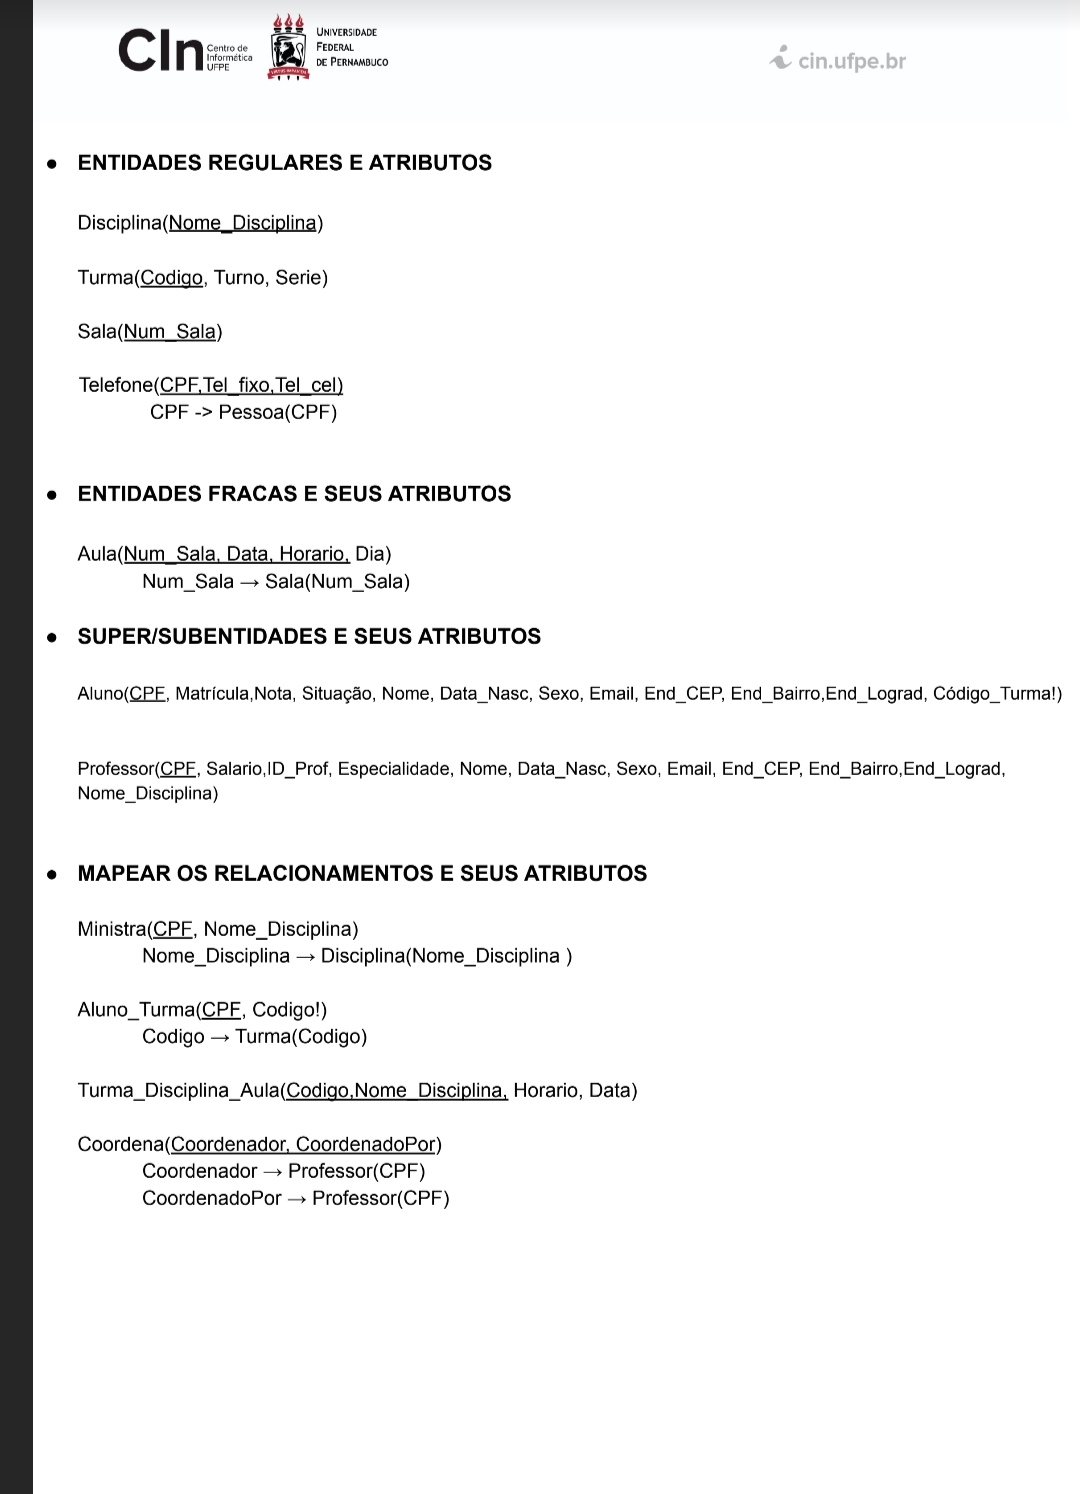 CIn Centro de
Informática
UFPE
UNIVERSIDADE
FEDERAL
DE PERNAMBUCO
cin.ufpe.br
● ENTIDADES REGULARES E ATRIBUTOS
Disciplina(Nome_Disciplina)
Turma(Codigo, Turno, Serie)
Sala(Num_Sala)
Telefone(CPF,Tel_fixo,Tel_cel)
CPF -> Pessoa(CPF)
● ENTIDADES FRACAS E SEUS ATRIBUTOS
Aula(Num_Sala, Data, Horario, Dia)
Num_Sala → Sala(Num_Sala)
● SUPER/SUBENTIDADES E SEUS ATRIBUTOS
Aluno(CPF, Matrícula,Nota, Situação, Nome, Data_Nasc, Sexo, Email, End_CEP, End_Bairro,End_Lograd, Código_Turma!)
Professor(CPF, Salario,ID_Prof, Especialidade, Nome, Data_Nasc, Sexo, Email, End_CEP, End_Bairro,End_Lograd,
Nome_Disciplina)
● MAPEAR OS RELACIONAMENTOS E SEUS ATRIBUTOS
Ministra(CPF, Nome_Disciplina)
Nome_Disciplina → Disciplina(Nome_Disciplina )
Aluno_Turma(CPF, Codigo!)
Codigo → Turma(Codigo)
Turma_Disciplina_Aula(Codigo,Nome_Disciplina, Horario, Data)
Coordena(Coordenador, CoordenadoPor)
Coordenador → Professor(CPF)
CoordenadoPor → Professor(CPF)